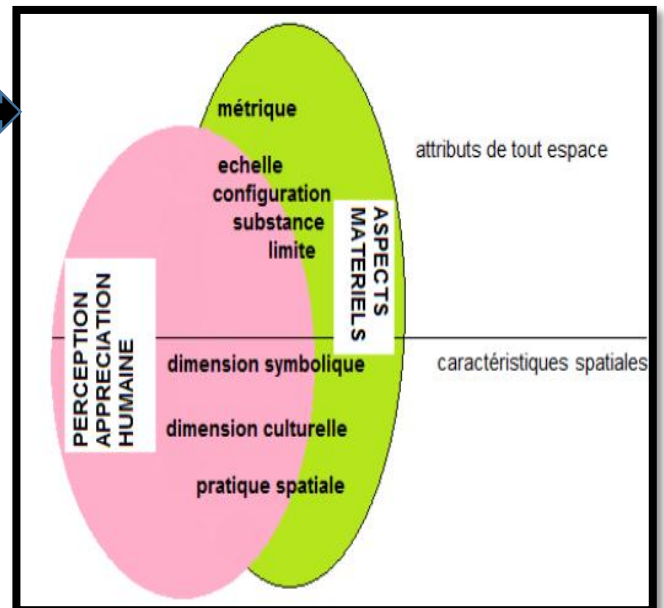 métrique
attributs de tout espace
echelle
configuration
substance
limite
ASPECTS
MATERIELS
PERCEPTION
APPRECIATION
HUMAINE
dimension symbolique
caractéristiques spatiales
dimension culturelle
pratique spatiale